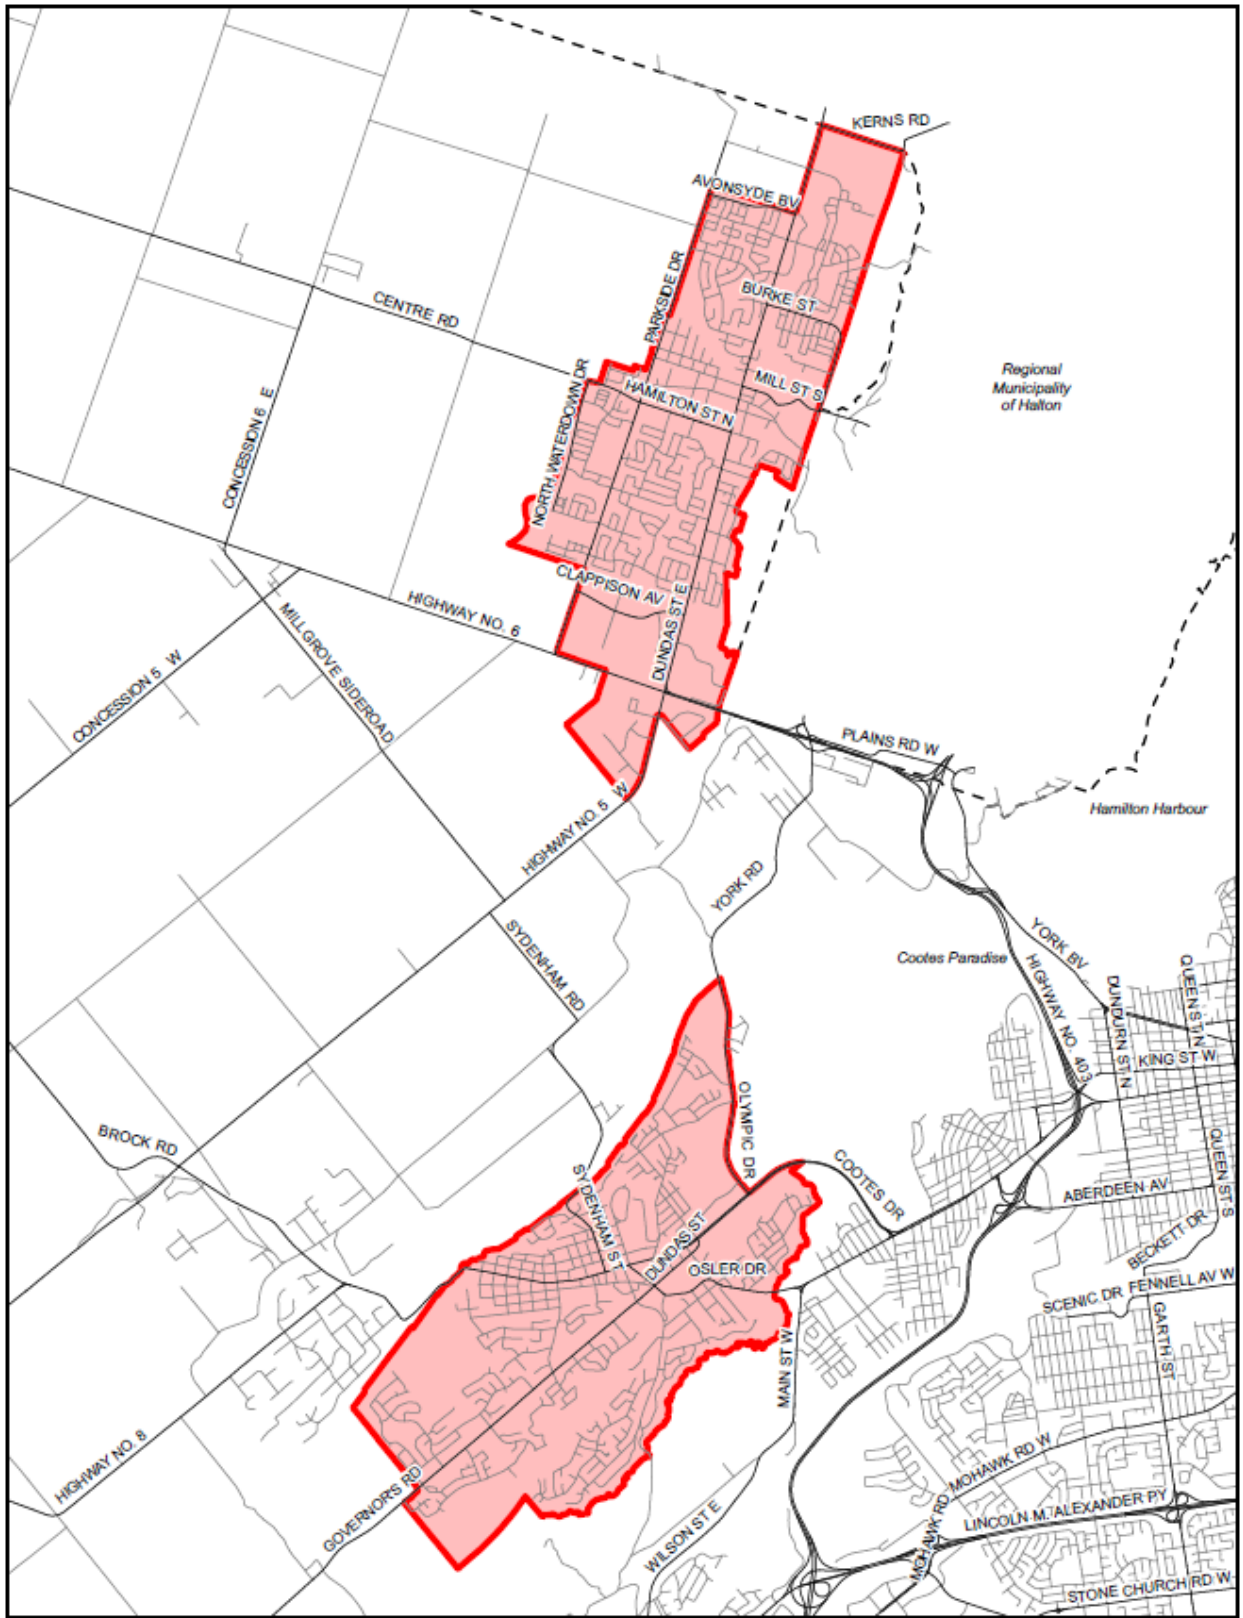 KERNS RD
AVONSYDE BV
PARKSIDE DR
BURKE ST
CENTRE RD
MILL ST S
HAMILTON ST N
Regional
Municipality
of Halton
NORTH WATERDOWN DR
CONCESSION 6 E
CLAPPISON AV
HIGHWAY NO. 6
DUNDAS ST E
MILLGROVE SIDEROAD
CONCESSION 5 W
PLAINS RD W
Hamilton Harbour
HIGHWAY NO. 5 W
YORK RD
SYDENHAM RD
Cootes Paradise
YORK BV
HIGHWAY NO. 403
DUNDURN ST N
QUEEN ST N
KING ST W
OLYMPIC DR
BROCK RD
COOTES DR
SYDENHAM ST
DUNDAS ST
OSLER DR
ABERDEEN AV
QUEEN ST S
BECKETT DR
SCENIC DR
FENNELL AV W
GARTH ST
MAIN ST W
HIGHWAY NO. 8
GOVERNOR'S RD
MOHAWK RD W
MOHAWK RD
LINCOLN M. ALEXANDER PY
WILSON ST E
STONE CHURCH RD W